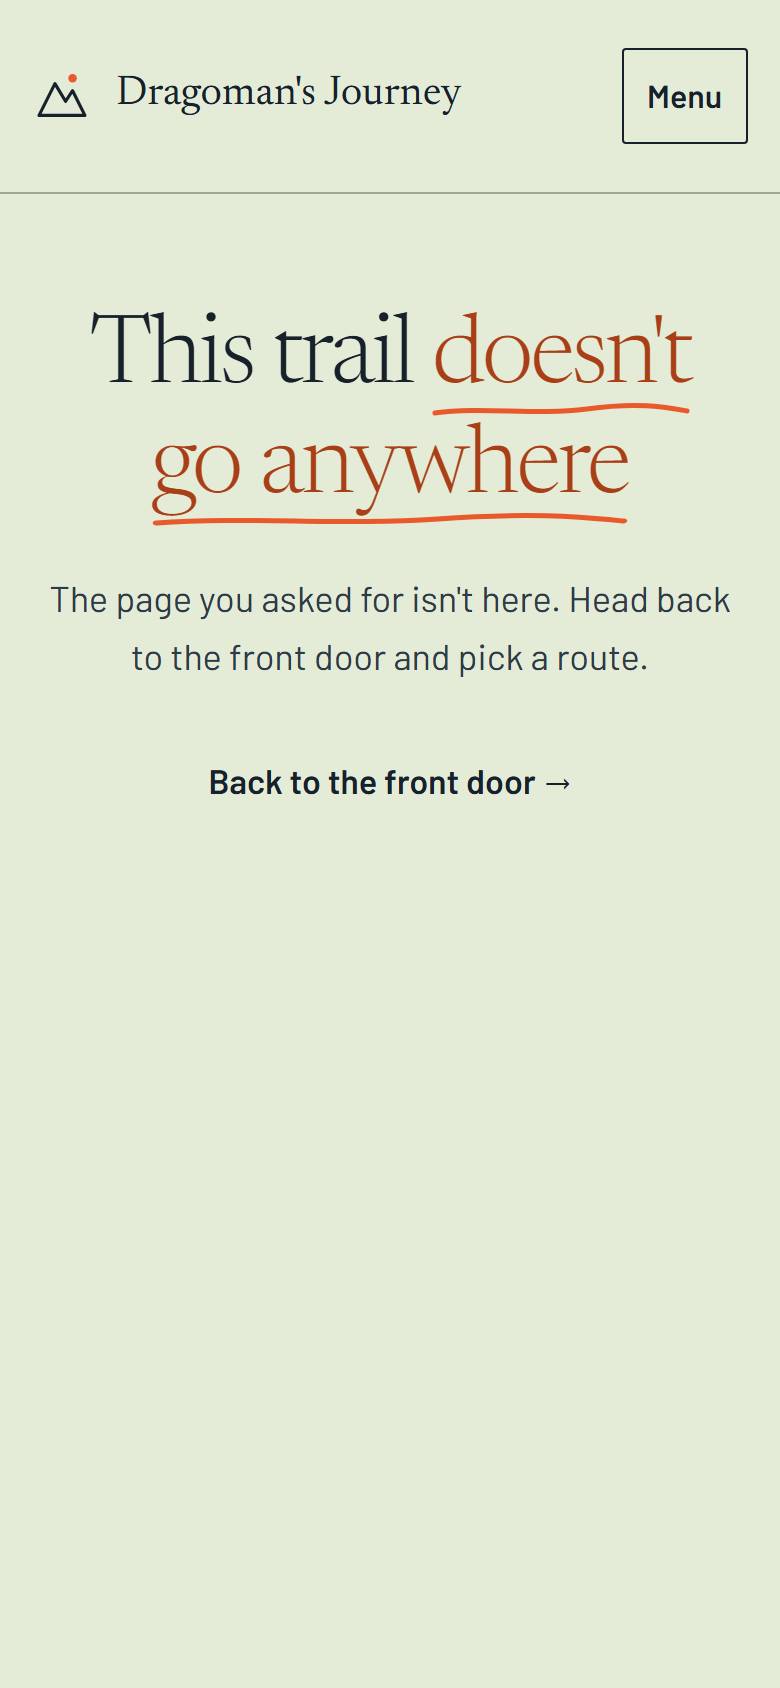 Dragoman's Journey
Menu
This trail doesn't
go anywhere
The page you asked for isn't here. Head back
to the front door and pick a route.
Back to the front door →